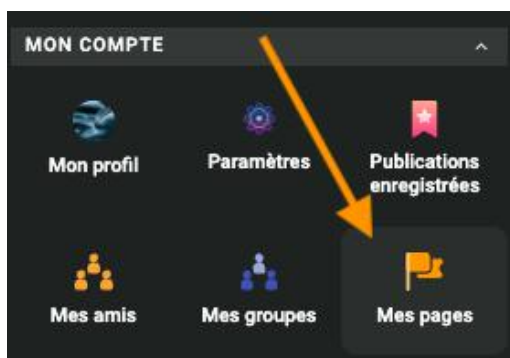 MON COMPTE
Mon profil
Paramètres
Publications
enregistrées
Mes amis
Mes groupes
Mes pages